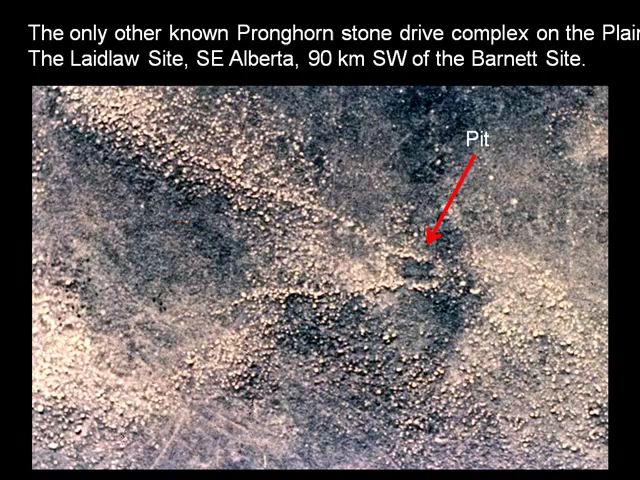 The only other known Pronghorn stone drive complex on the Plai
The Laidlaw Site, SE Alberta, 90 km SW of the Barnett Site.
Pit